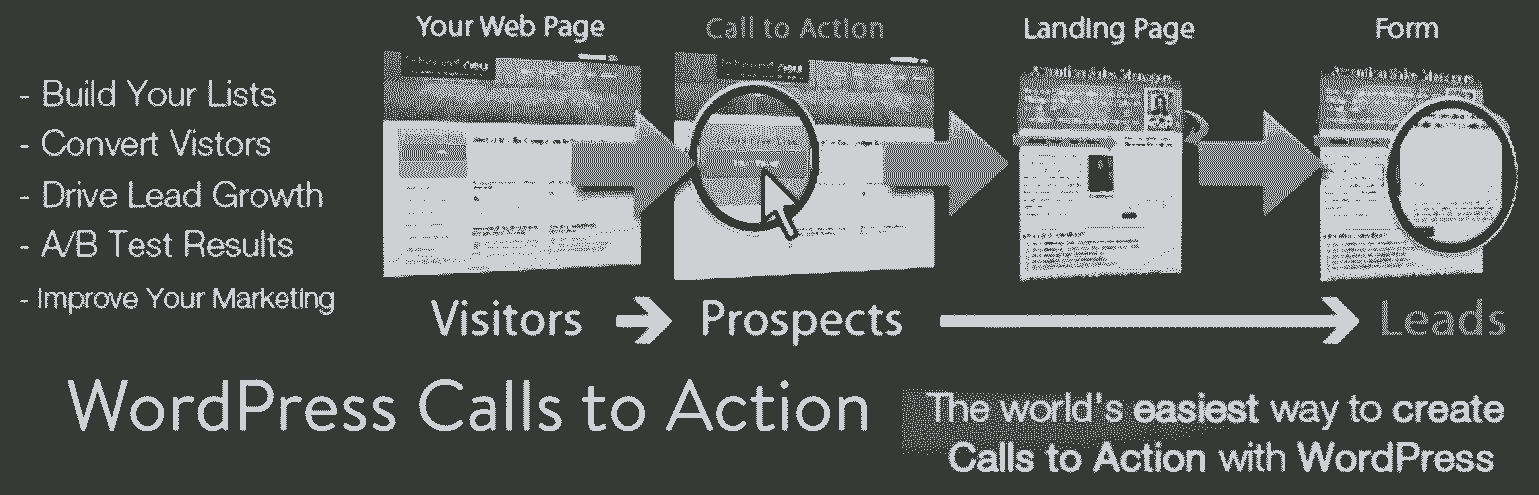 Your Web Page
Call to Action
Landing Page
Form
- Build Your Lists
- Convert Vistors
- Drive Lead Growth
- A/B Test Results
- Improve Your Marketing
Visitors
Prospects
Leads
WordPress Calls to Action
The world's easiest way to create
Calls to Action with WordPress